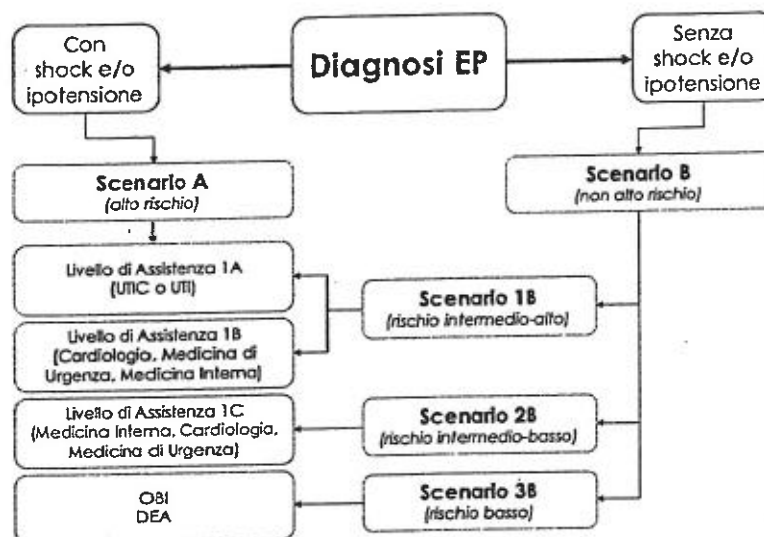 Con
shock e/o
ipotensione
Diagnosi EP
Senza
shock e/o
ipotensione
Scenario A
(alto rischio)
Scenario B
(non alto rischio)
Livello di Assistenza 1A
(UTIC o UTI)
Scenario 1B
(rischio intermedio-alto)
Livello di Assistenza 1B
(Cardiologia, Medicina di
Urgenza, Medicina Interna)
Livello di Assistenza 1C
(Medicina Interna, Cardiologia,
Medicina di Urgenza)
Scenario 2B
(rischio intermedio-basso)
OBI
DEA
Scenario 3B
(rischio basso)